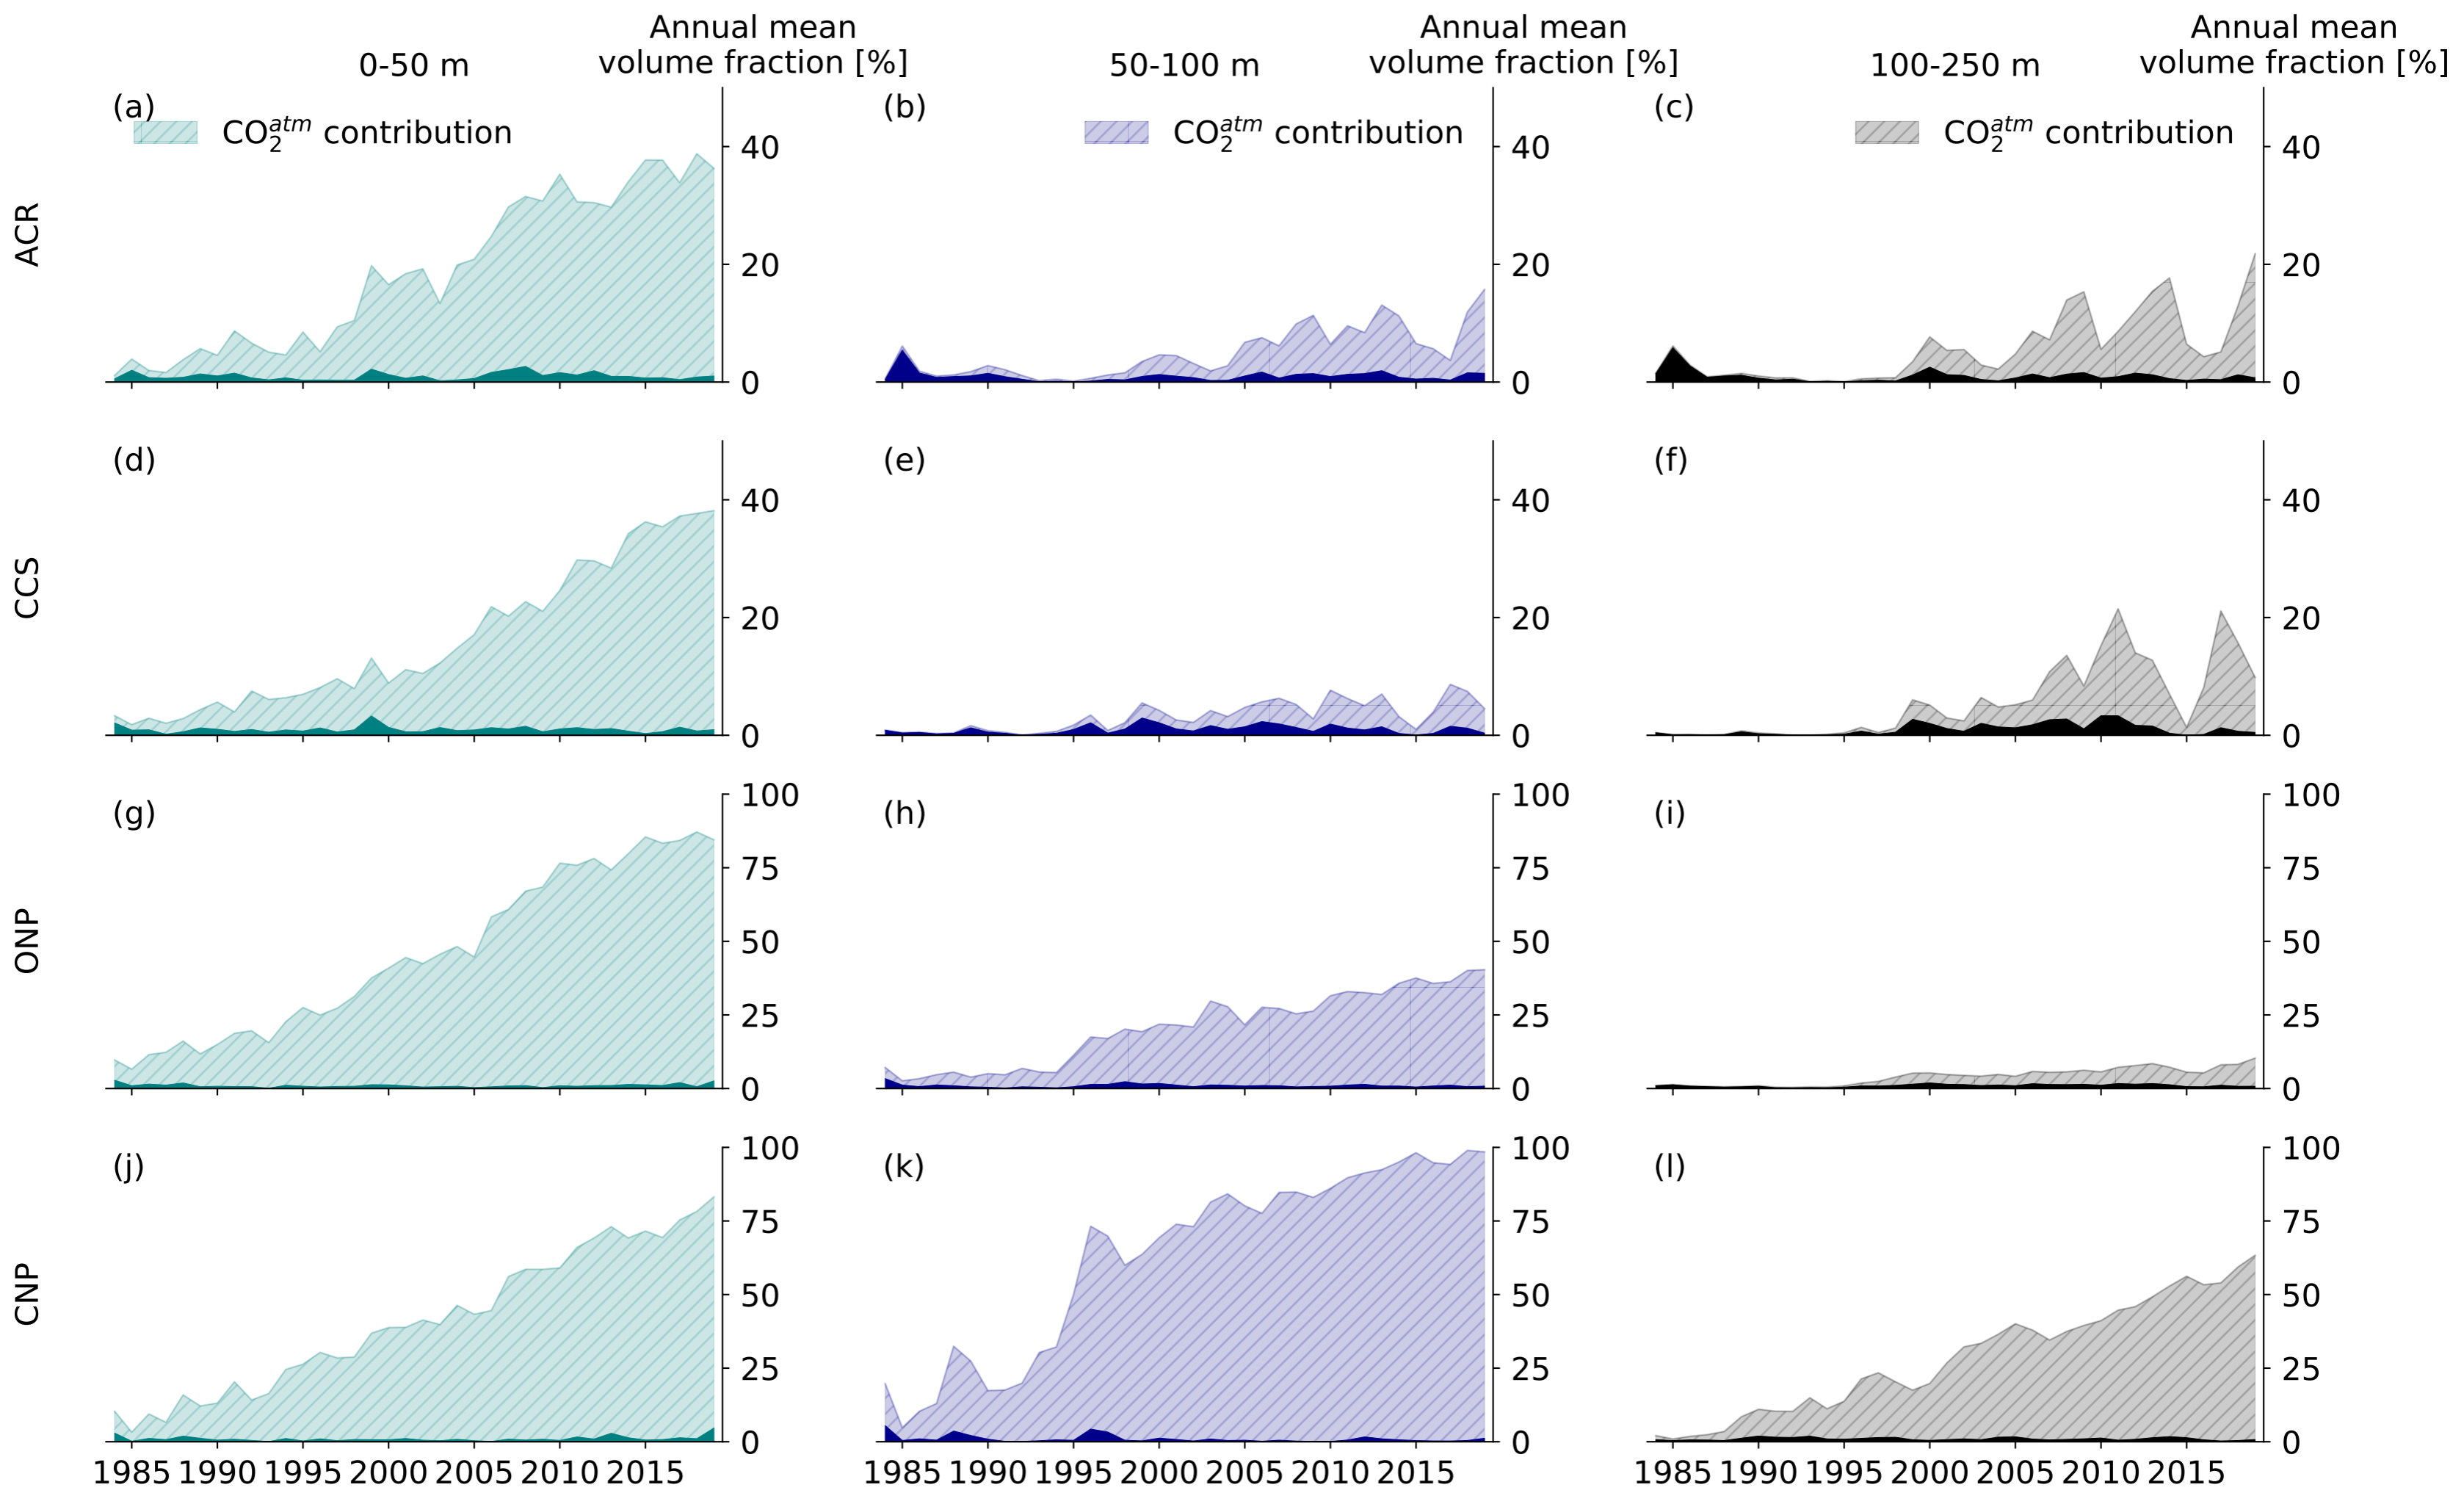 Annual mean Annual mean Annual mean
0-50 m volume fraction [%] 50-100 m volume fraction [%] 100-250 m volume fraction [%]
(a) (b) (c)
CO₂ᵃᵗᵐ contribution CO₂ᵃᵗᵐ contribution CO₂ᵃᵗᵐ contribution
40 40 40
ACR
20 20 20
0 0 0
(d) (e) (f)
40 40 40
CCS
20 20 20
0 0 0
100 100 100
(g) (h) (i)
75 75 75
ONP
50 50 50
25 25 25
0 0 0
100 100 100
(j) (k) (l)
75 75 75
CNP
50 50 50
25 25 25
0 0 0
1985 1990 1995 2000 2005 2010 2015 1985 1990 1995 2000 2005 2010 2015 1985 1990 1995 2000 2005 2010 2015